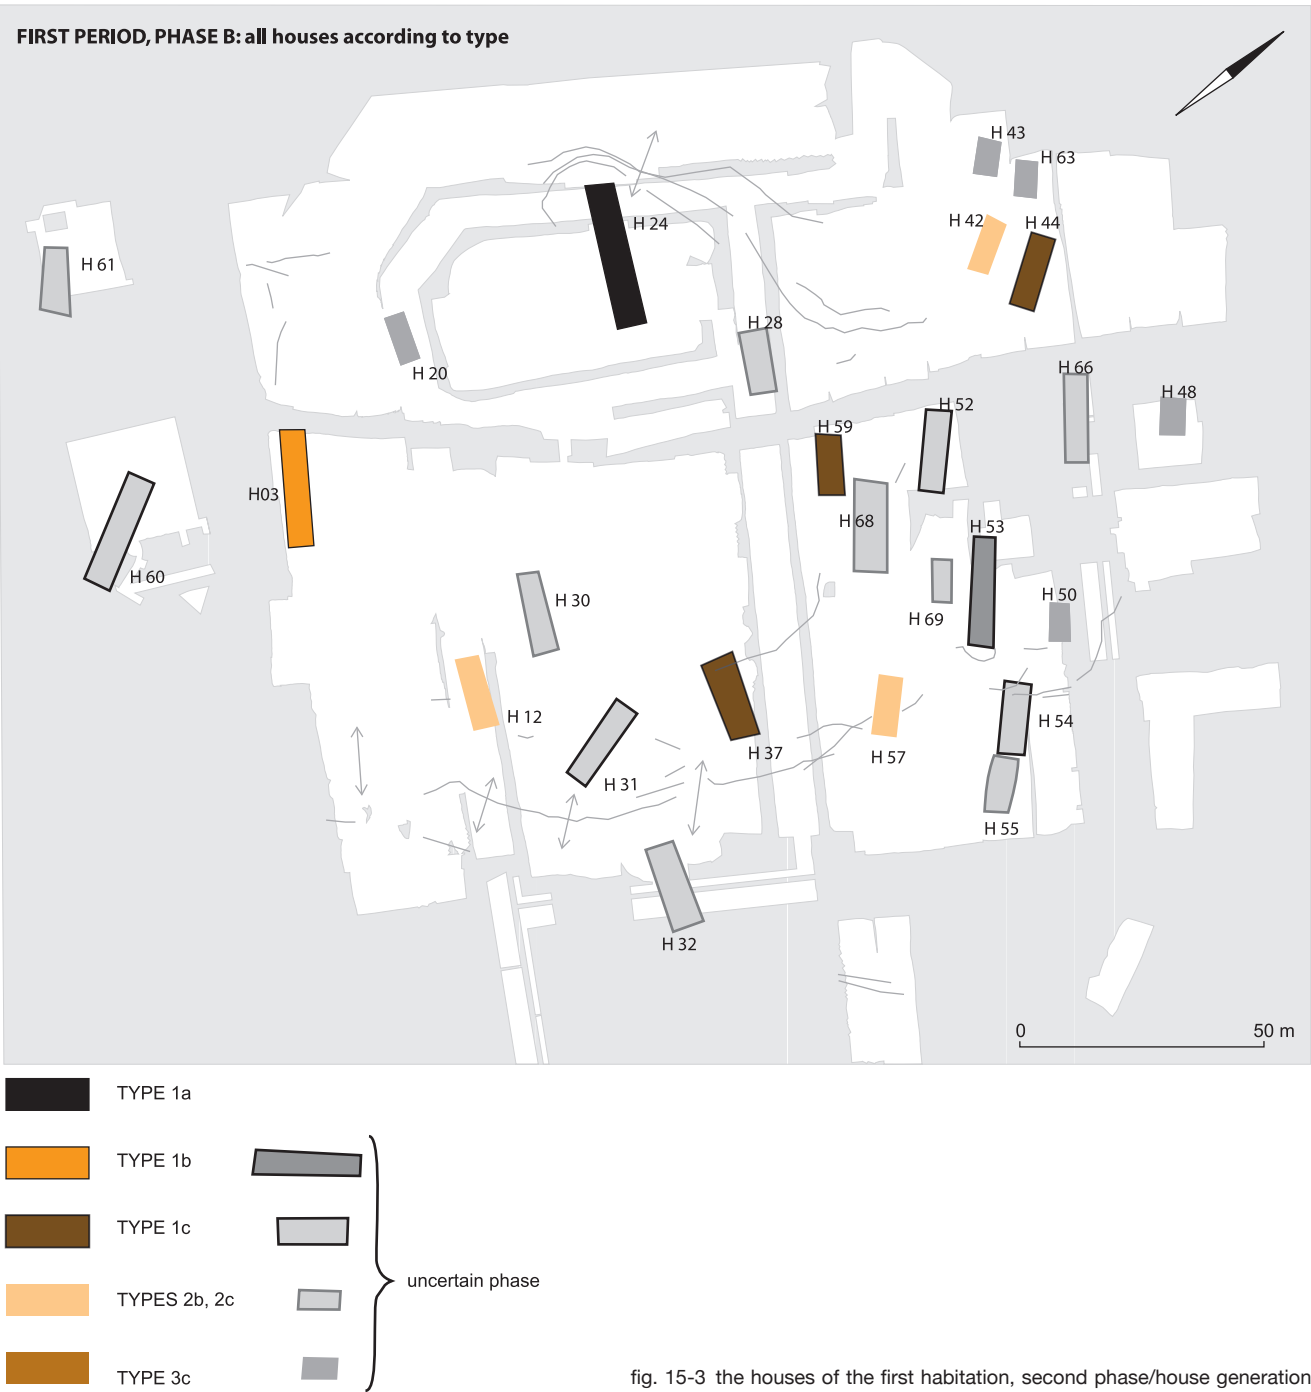 FIRST PERIOD, PHASE B: all houses according to type
H 43
H 63
H 42
H 44
H 24
H 61
H 28
H 20
H 66
H 48
H 52
H 59
H03
H 68
H 53
H 60
H 30
H 69
H 50
H 12
H 54
H 37
H 57
H 31
H 55
H 32
0
50 m
TYPE 1a
TYPE 1b
TYPE 1c
uncertain phase
TYPES 2b, 2c
TYPE 3c
fig. 15-3 the houses of the first habitation, second phase/house generation